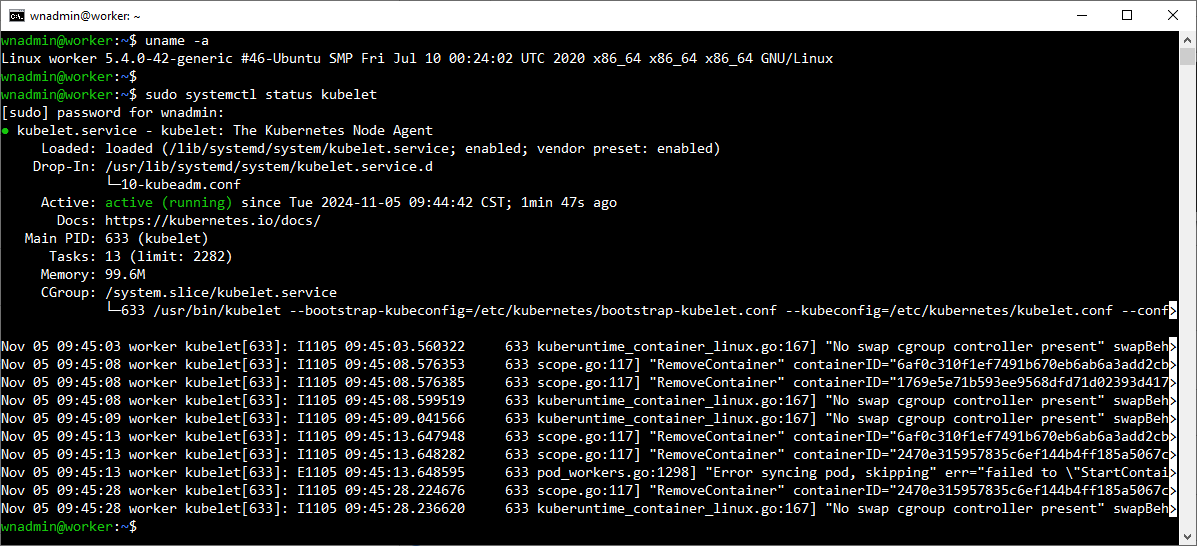 wnadmin@worker: ~
wnadmin@worker:~$ uname -a
Linux worker 5.4.0-42-generic #46-Ubuntu SMP Fri Jul 10 00:24:02 UTC 2020 x86_64 x86_64 x86_64 GNU/Linux
wnadmin@worker:~$
wnadmin@worker:~$ sudo systemctl status kubelet
[sudo] password for wnadmin:
● kubelet.service - kubelet: The Kubernetes Node Agent
     Loaded: loaded (/lib/systemd/system/kubelet.service; enabled; vendor preset: enabled)
    Drop-In: /usr/lib/systemd/system/kubelet.service.d
             └─10-kubeadm.conf
     Active: active (running) since Tue 2024-11-05 09:44:42 CST; 1min 47s ago
       Docs: https://kubernetes.io/docs/
   Main PID: 633 (kubelet)
      Tasks: 13 (limit: 2282)
     Memory: 99.6M
     CGroup: /system.slice/kubelet.service
             └─633 /usr/bin/kubelet --bootstrap-kubeconfig=/etc/kubernetes/bootstrap-kubelet.conf --kubeconfig=/etc/kubernetes/kubelet.conf --conf>
Nov 05 09:45:03 worker kubelet[633]: I1105 09:45:03.560322     633 kuberuntime_container_linux.go:167] "No swap cgroup controller present" swapBeh>
Nov 05 09:45:08 worker kubelet[633]: I1105 09:45:08.576353     633 scope.go:117] "RemoveContainer" containerID="6af0c310f1ef7491b670eb6ab6a3add2cb>
Nov 05 09:45:08 worker kubelet[633]: I1105 09:45:08.576385     633 scope.go:117] "RemoveContainer" containerID="1769e5e71b593ee9568dfd71d02393d417>
Nov 05 09:45:08 worker kubelet[633]: I1105 09:45:08.599519     633 kuberuntime_container_linux.go:167] "No swap cgroup controller present" swapBeh>
Nov 05 09:45:09 worker kubelet[633]: I1105 09:45:09.041566     633 kuberuntime_container_linux.go:167] "No swap cgroup controller present" swapBeh>
Nov 05 09:45:13 worker kubelet[633]: I1105 09:45:13.647948     633 scope.go:117] "RemoveContainer" containerID="6af0c310f1ef7491b670eb6ab6a3add2cb>
Nov 05 09:45:13 worker kubelet[633]: I1105 09:45:13.648282     633 scope.go:117] "RemoveContainer" containerID="2470e315957835c6ef144b4ff185a5067c>
Nov 05 09:45:13 worker kubelet[633]: E1105 09:45:13.648595     633 pod_workers.go:1298] "Error syncing pod, skipping" err="failed to \"StartContai>
Nov 05 09:45:28 worker kubelet[633]: I1105 09:45:28.224676     633 scope.go:117] "RemoveContainer" containerID="2470e315957835c6ef144b4ff185a5067c>
Nov 05 09:45:28 worker kubelet[633]: I1105 09:45:28.236620     633 kuberuntime_container_linux.go:167] "No swap cgroup controller present" swapBeh>
wnadmin@worker:~$